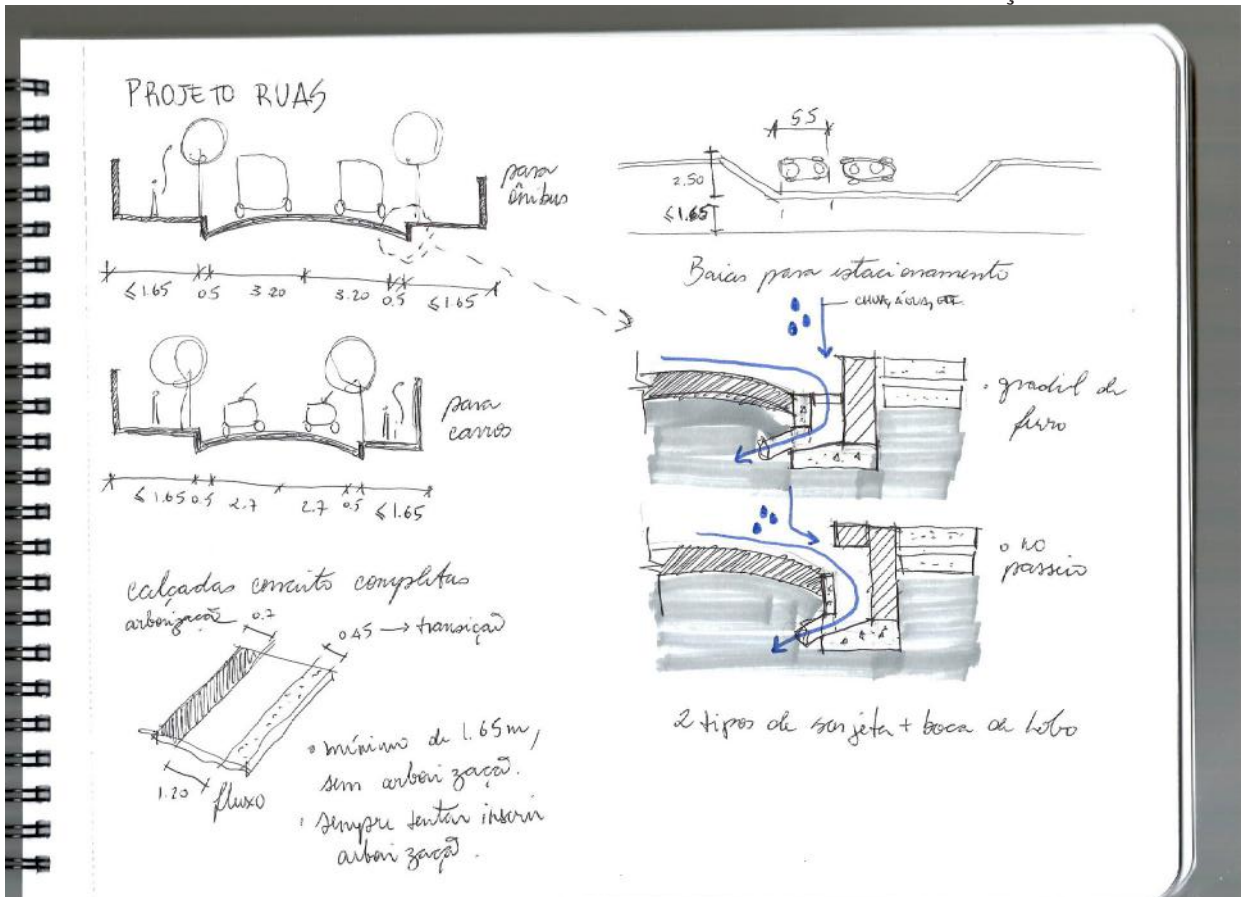 PROJETO RUAS
para
ônibus
≤1.65 0.5 3.20 3.20 0.5 ≤1.65
para
carros
≤1.65 0.5 2.7 2.7 0.5 ≤1.65
calçadas conceito completas
arborização 0.7
0.45 → transição
1.20 fluxo
• mínimo de 1.65m,
sem arborização.
• sempre tentar inserir
arborização.
5.5
2.50
≤1.65
Baias para estacionamento
CHUVA, ÁGUA, ETC.
• gradil de
ferro
• no
passeio
2 tipos de sarjeta + boca de lobo